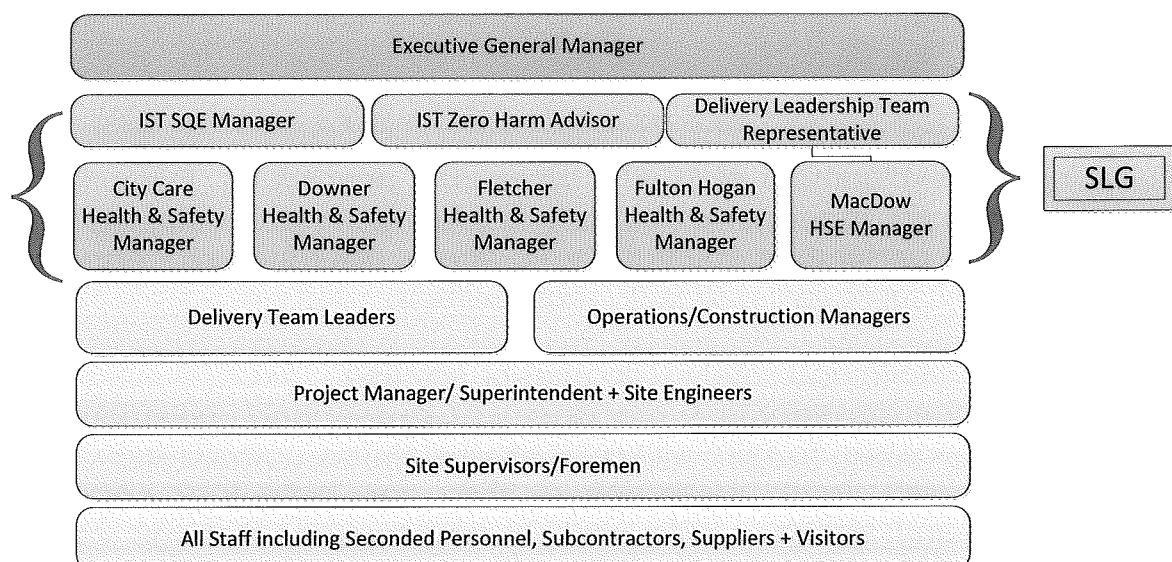 Executive General Manager
IST SQE Manager
IST Zero Harm Advisor
Delivery Leadership Team
Representative
City Care
Health & Safety
Manager
Downer
Health & Safety
Manager
Fletcher
Health & Safety
Manager
Fulton Hogan
Health & Safety
Manager
MacDow
HSE Manager
SLG
Delivery Team Leaders
Operations/Construction Managers
Project Manager/ Superintendent + Site Engineers
Site Supervisors/Foremen
All Staff including Seconded Personnel, Subcontractors, Suppliers + Visitors